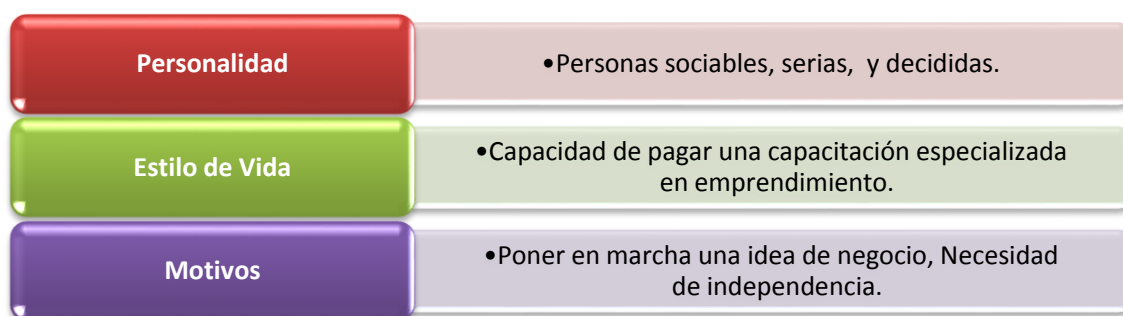 Personalidad
•Personas sociables, serias, y decididas.
Estilo de Vida
•Capacidad de pagar una capacitación especializada
en emprendimiento.
Motivos
•Poner en marcha una idea de negocio, Necesidad
de independencia.